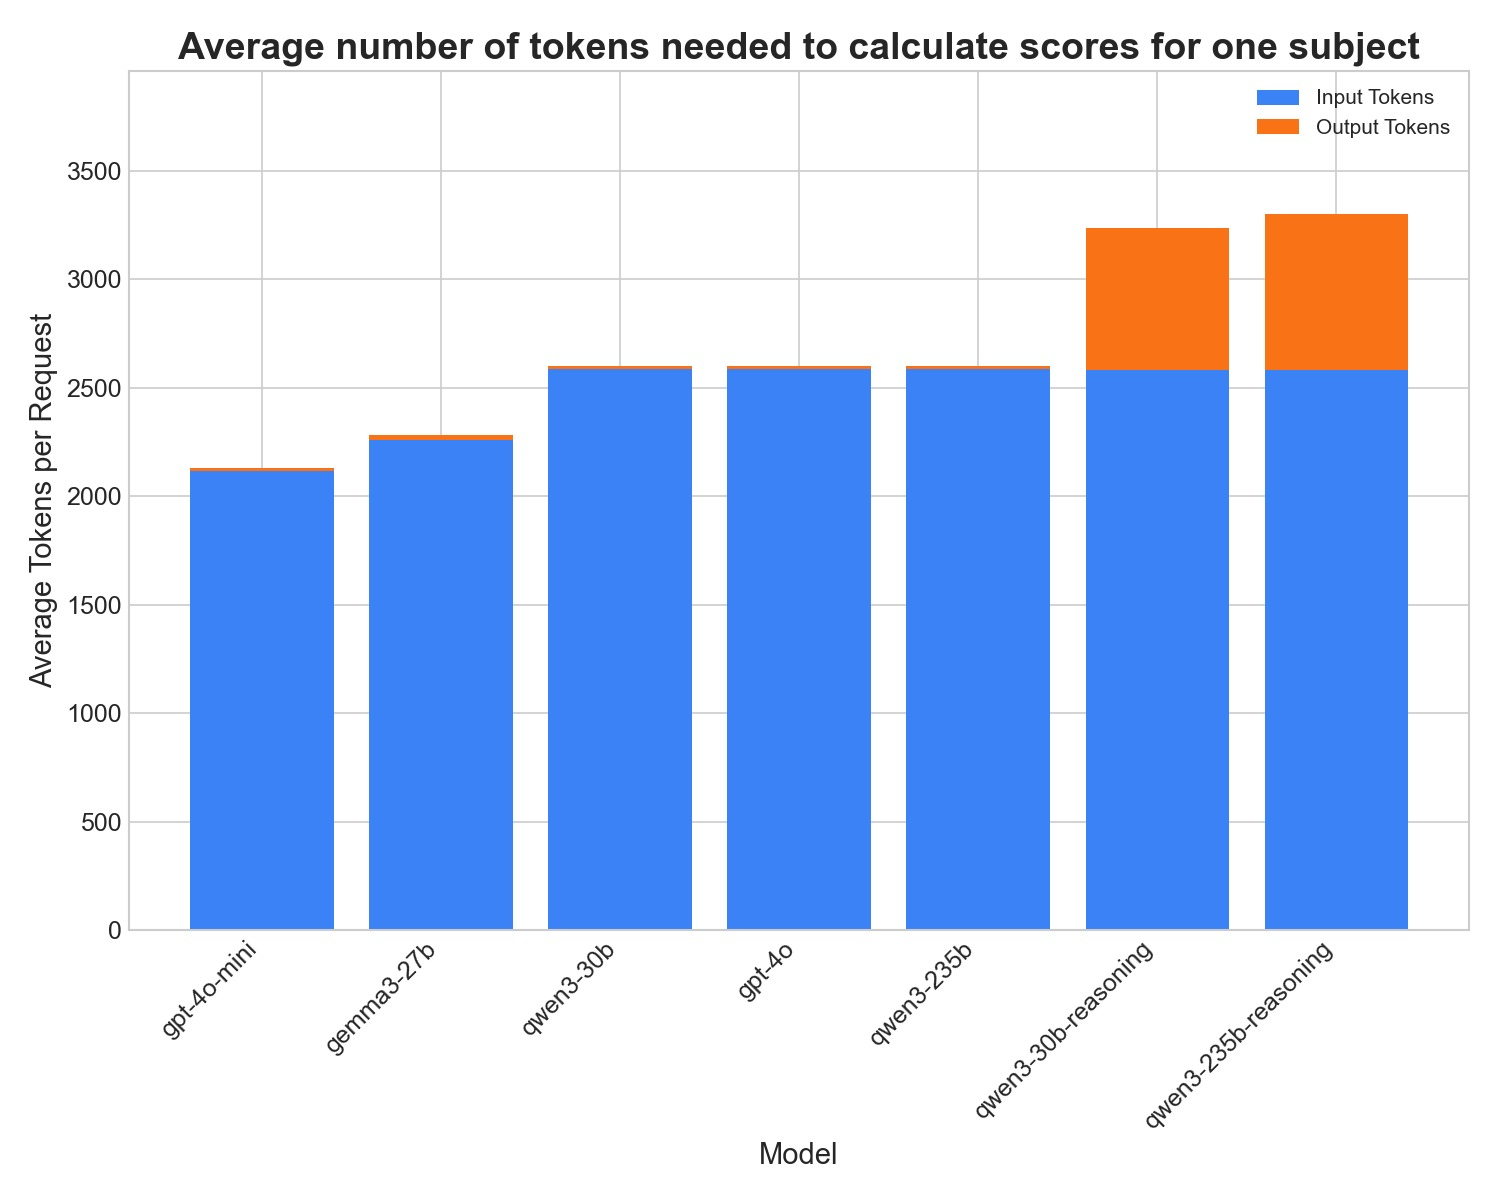 Average number of tokens needed to calculate scores for one subject
Input Tokens
Output Tokens
Average Tokens per Request
3500
3000
2500
2000
1500
1000
500
0
gpt-4o-mini
gemma3-27b
qwen3-30b
gpt-4o
qwen3-235b
qwen3-30b-reasoning
qwen3-235b-reasoning
Model